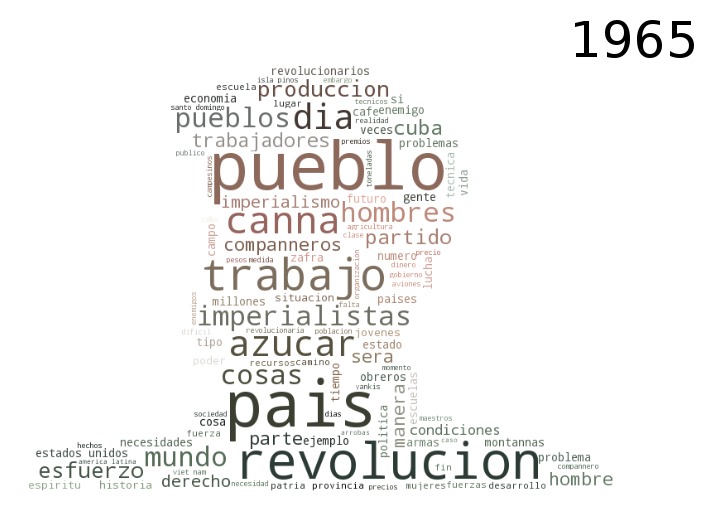 1965
revolucionarios
isla pinos embargo
escuela produccion
economia lugar tecnicos si
santo domingo cafe enemigo
pueblos dia realidad
veces cuba
trabajadores premios problemas
publico pueblo toneladas tecnica vida
campesinos
imperialismo futuro gente
canna hombres
agricultura
campo companneros clase partido
pesos medida zafra organizacion numero precio lucha
trabajo dinero
gobierno
aviones
millones situacion falta paises
enemigos imperialistas
dificil revolucionaria poblacion jovenes
tipo azucar estado
poder recursos camino sera
cosas tiempo momento
obreros
yankis
pais maneras escuelas
sociedad dias politica maestros
cosa
fuerza arrobas condiciones
hechos necesidades parte ejemplo armas caso montannas
estados unidos mundo revolucion problema
america latina
esfuerzo viet nam fin compannero
derecho hombre
espiritu historia necesidad patria provincia precios mujeres fuerzas desarrollo